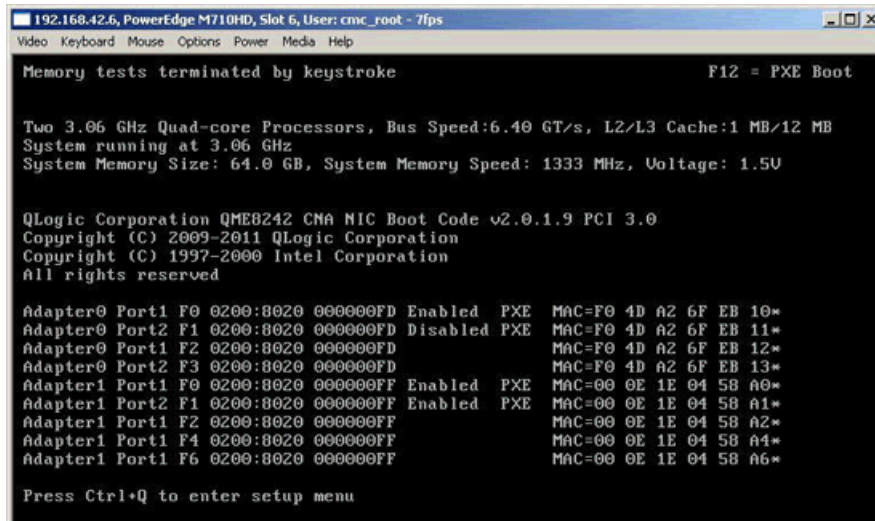 192.168.42.6, PowerEdge M710HD, Slot 6, User: cmc_root - 7fps
Video Keyboard Mouse Options Power Media Help
Memory tests terminated by keystroke F12 = PXE Boot
Two 3.06 GHz Quad-core Processors, Bus Speed:6.40 GT/s, L2/L3 Cache:1 MB/12 MB
System running at 3.06 GHz
System Memory Size: 64.0 GB, System Memory Speed: 1333 MHz, Voltage: 1.5V
QLogic Corporation QME8242 CNA NIC Boot Code v2.0.1.9 PCI 3.0
Copyright (C) 2009-2011 QLogic Corporation
Copyright (C) 1997-2000 Intel Corporation
All rights reserved
Adapter0 Port1 F0 0200:8020 000000FD Enabled PXE MAC=F0 4D A2 6F EB 10*
Adapter0 Port2 F1 0200:8020 000000FD Disabled PXE MAC=F0 4D A2 6F EB 11*
Adapter0 Port1 F2 0200:8020 000000FD MAC=F0 4D A2 6F EB 12*
Adapter0 Port2 F3 0200:8020 000000FD MAC=F0 4D A2 6F EB 13*
Adapter1 Port1 F0 0200:8020 000000FF Enabled PXE MAC=00 0E 1E 04 58 A0*
Adapter1 Port2 F1 0200:8020 000000FF Enabled PXE MAC=00 0E 1E 04 58 A1*
Adapter1 Port1 F2 0200:8020 000000FF MAC=00 0E 1E 04 58 A2*
Adapter1 Port1 F4 0200:8020 000000FF MAC=00 0E 1E 04 58 A4*
Adapter1 Port1 F6 0200:8020 000000FF MAC=00 0E 1E 04 58 A6*
Press Ctrl+Q to enter setup menu